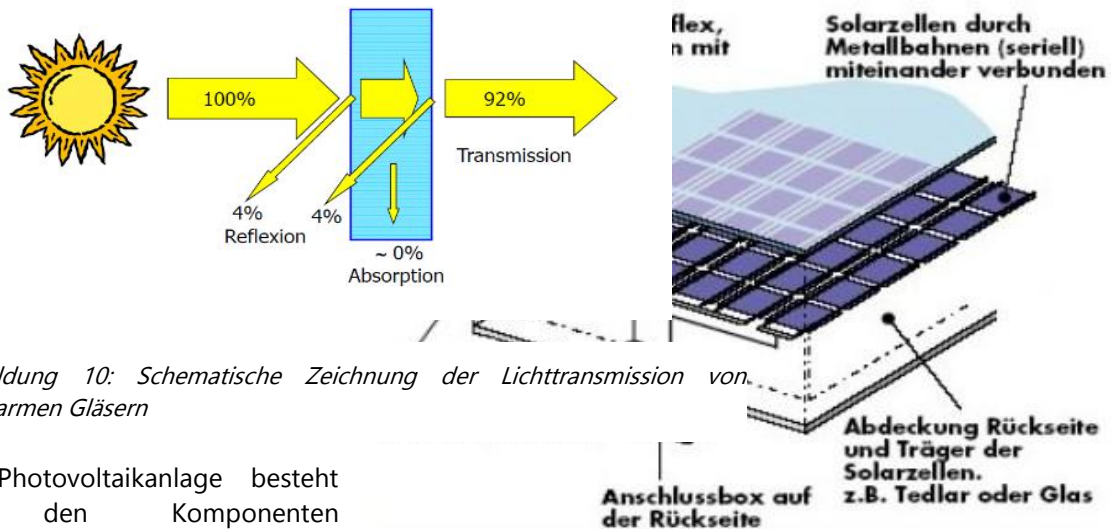 100%
92%
Transmission
4%
Reflexion
4%
~ 0%
Absorption
flex,
n mit
Solarzellen durch
Metallbahnen (seriell)
miteinander verbunden
ldung 10: Schematische Zeichnung der Lichttransmission von
armen Gläsern
Photovoltaikanlage besteht
den Komponenten
Abdeckung Rückseite
und Träger der
Solarzellen.
z.B. Tedlar oder Glas
Anschlussbox auf
der Rückseite